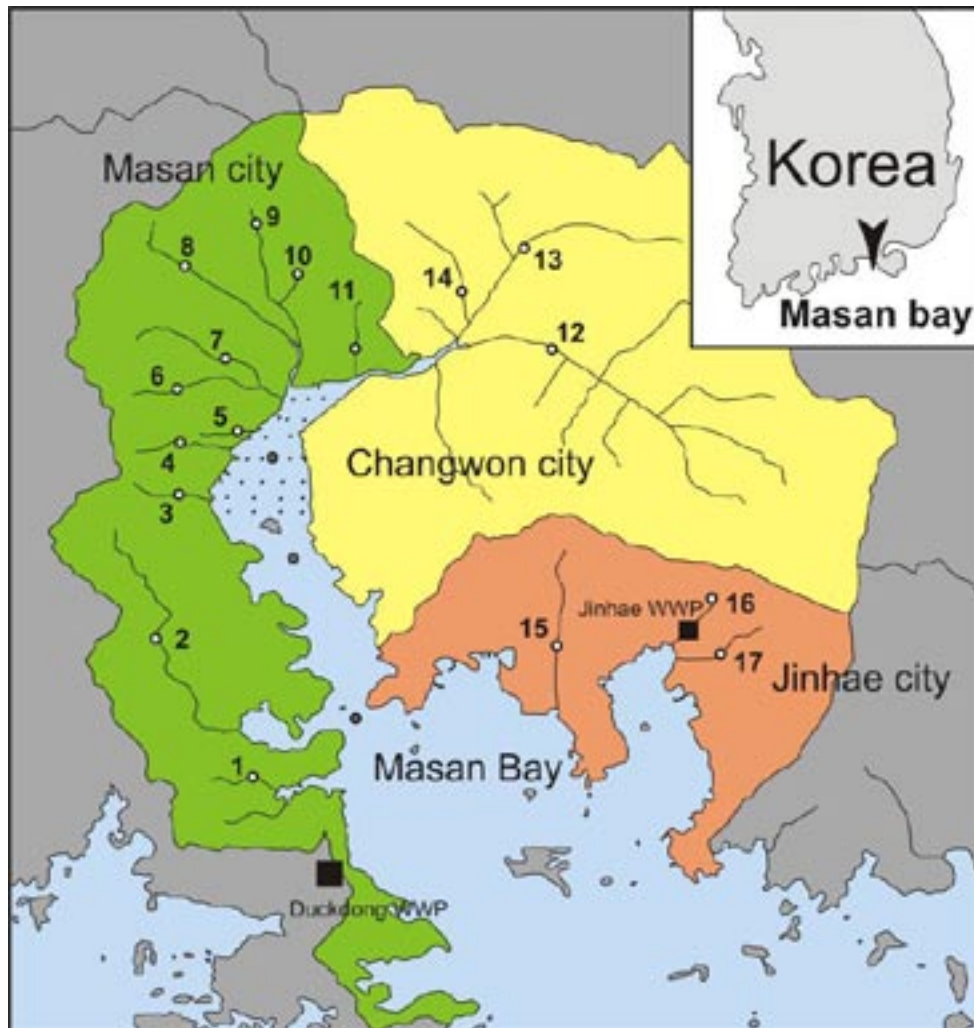 Masan city
Korea
Masan bay
9
8
10
13
14
11
12
7
6
5
4
Changwon city
3
Jinhae WWP
16
15
2
17
Jinhae city
1
Masan Bay
Duckdong WWP